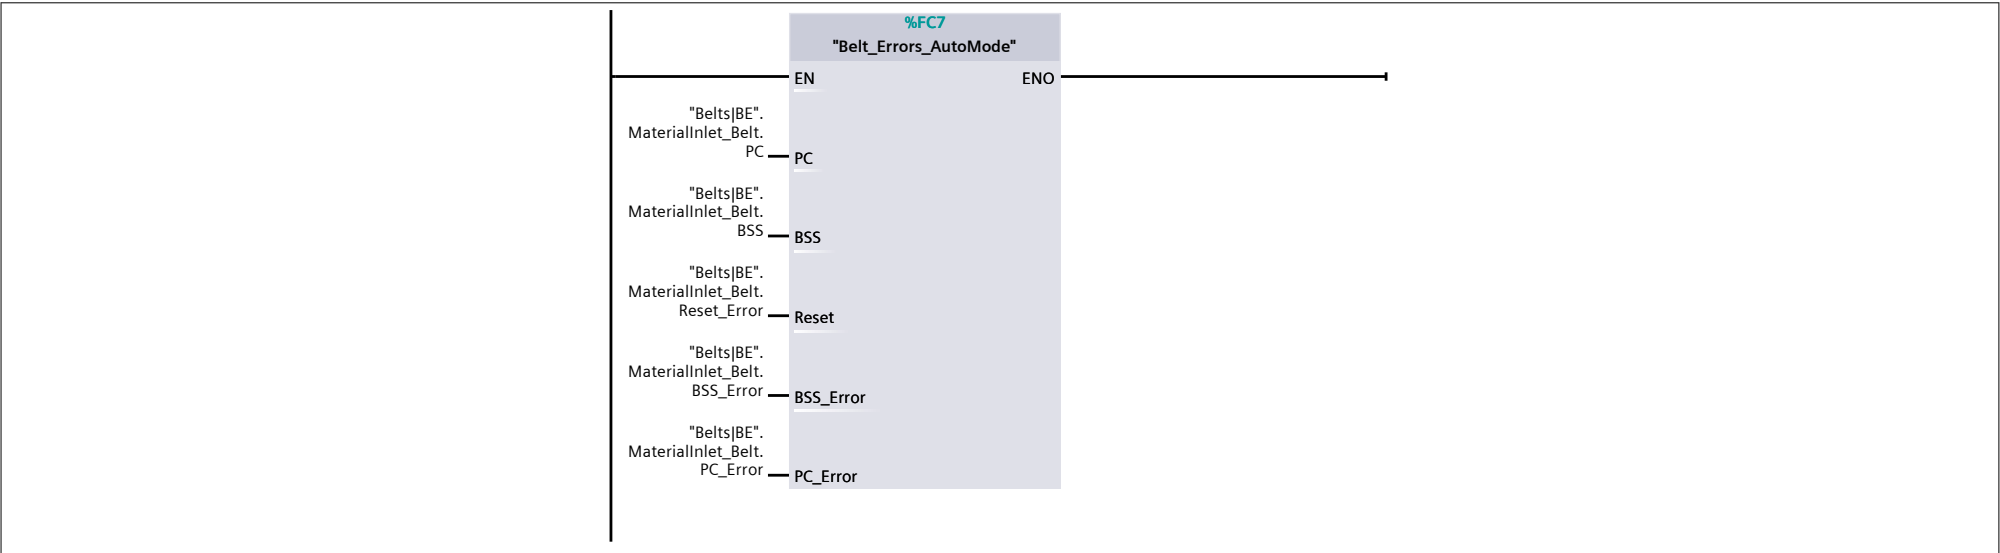 %FC7
"Belt_Errors_AutoMode"
EN
ENO
"Belts|BE".
MaterialInlet_Belt.
PC
PC
"Belts|BE".
MaterialInlet_Belt.
BSS
BSS
"Belts|BE".
MaterialInlet_Belt.
Reset_Error
Reset
"Belts|BE".
MaterialInlet_Belt.
BSS_Error
BSS_Error
"Belts|BE".
MaterialInlet_Belt.
PC_Error
PC_Error